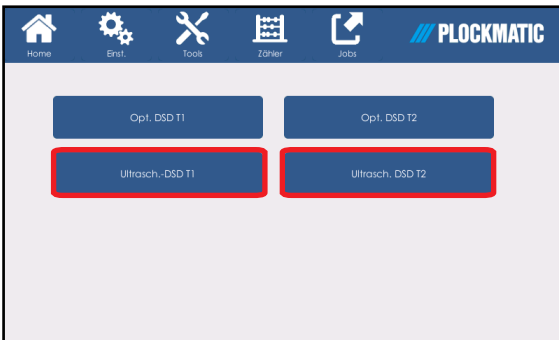 Home Einst. Tools Zähler Jobs PLOCKMATIC
Opt. DSD T1 Opt. DSD T2
Ultrasch.-DSD T1 Ultrasch. DSD T2